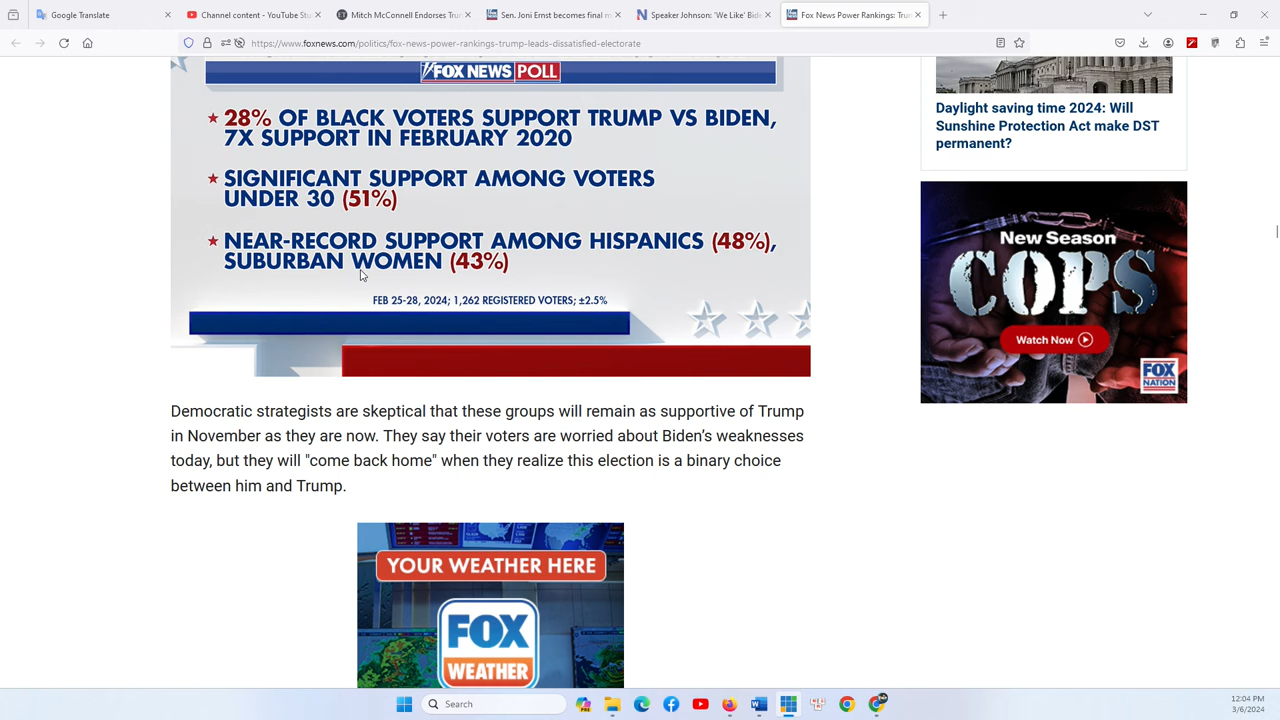 Google Translate
Channel content - YouTube Stu
Mitch McConnell Endorses Tru
Sen. Joni Ernst becomes final m
Speaker Johnson: 'We Like' Bid
Fox News Power Rankings: Trum
https://www.foxnews.com/politics/fox-news-power-rankings-trump-leads-dissatisfied-electorate
FOX NEWS POLL
28% OF BLACK VOTERS SUPPORT TRUMP VS BIDEN,
7X SUPPORT IN FEBRUARY 2020
SIGNIFICANT SUPPORT AMONG VOTERS
UNDER 30 (51%)
NEAR-RECORD SUPPORT AMONG HISPANICS (48%),
SUBURBAN WOMEN (43%)
FEB 25-28, 2024; 1,262 REGISTERED VOTERS; ±2.5%
Democratic strategists are skeptical that these groups will remain as supportive of Trump
in November as they are now. They say their voters are worried about Biden’s weaknesses
today, but they will "come back home" when they realize this election is a binary choice
between him and Trump.
YOUR WEATHER HERE
FOX
WEATHER
Daylight saving time 2024: Will
Sunshine Protection Act make DST
permanent?
New Season
COPS
Watch Now
FOX
NATION
Search
12:04 PM
3/6/2024